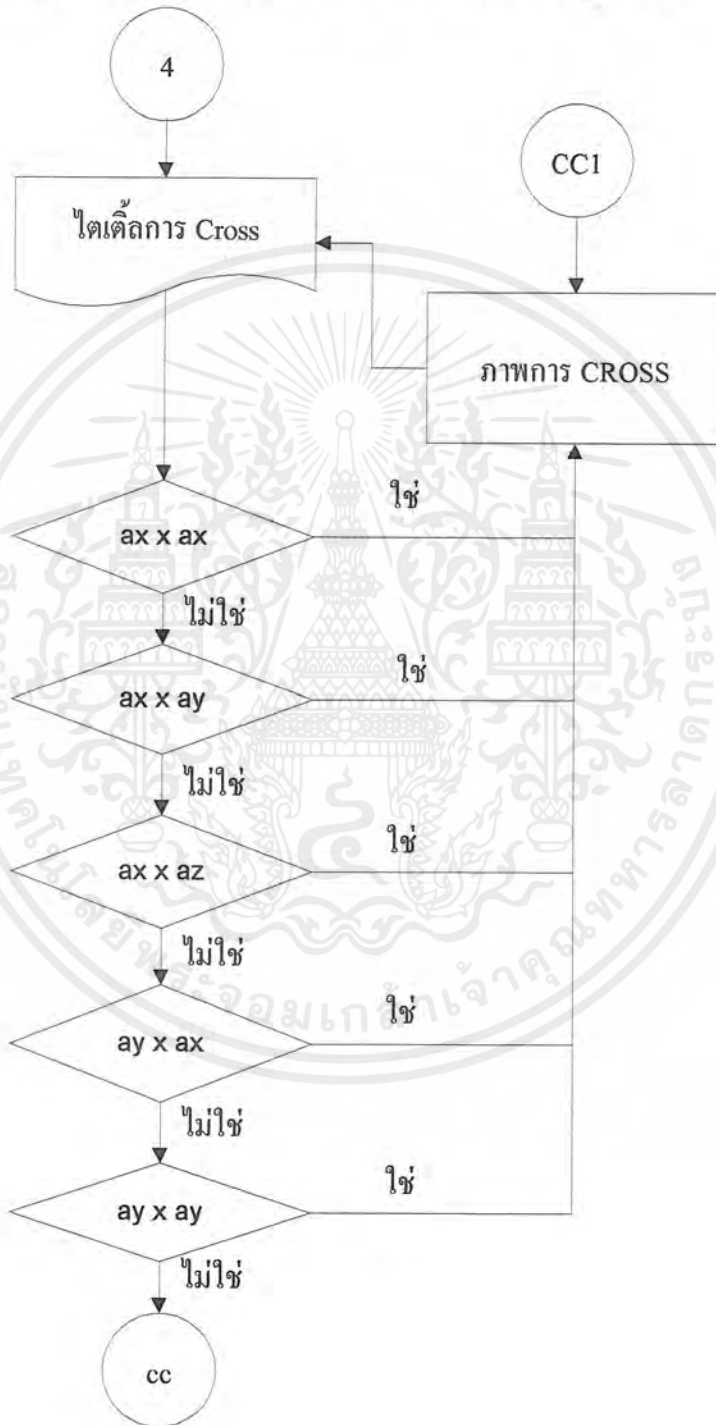 4
CC1
ไตเติ้ลการ Cross
ภาพการ CROSS
ax x ax
ใช่
ไม่ใช่
ax x ay
ใช่
ไม่ใช่
ax x az
ใช่
ไม่ใช่
ay x ax
ใช่
ไม่ใช่
ay x ay
ใช่
ไม่ใช่
cc